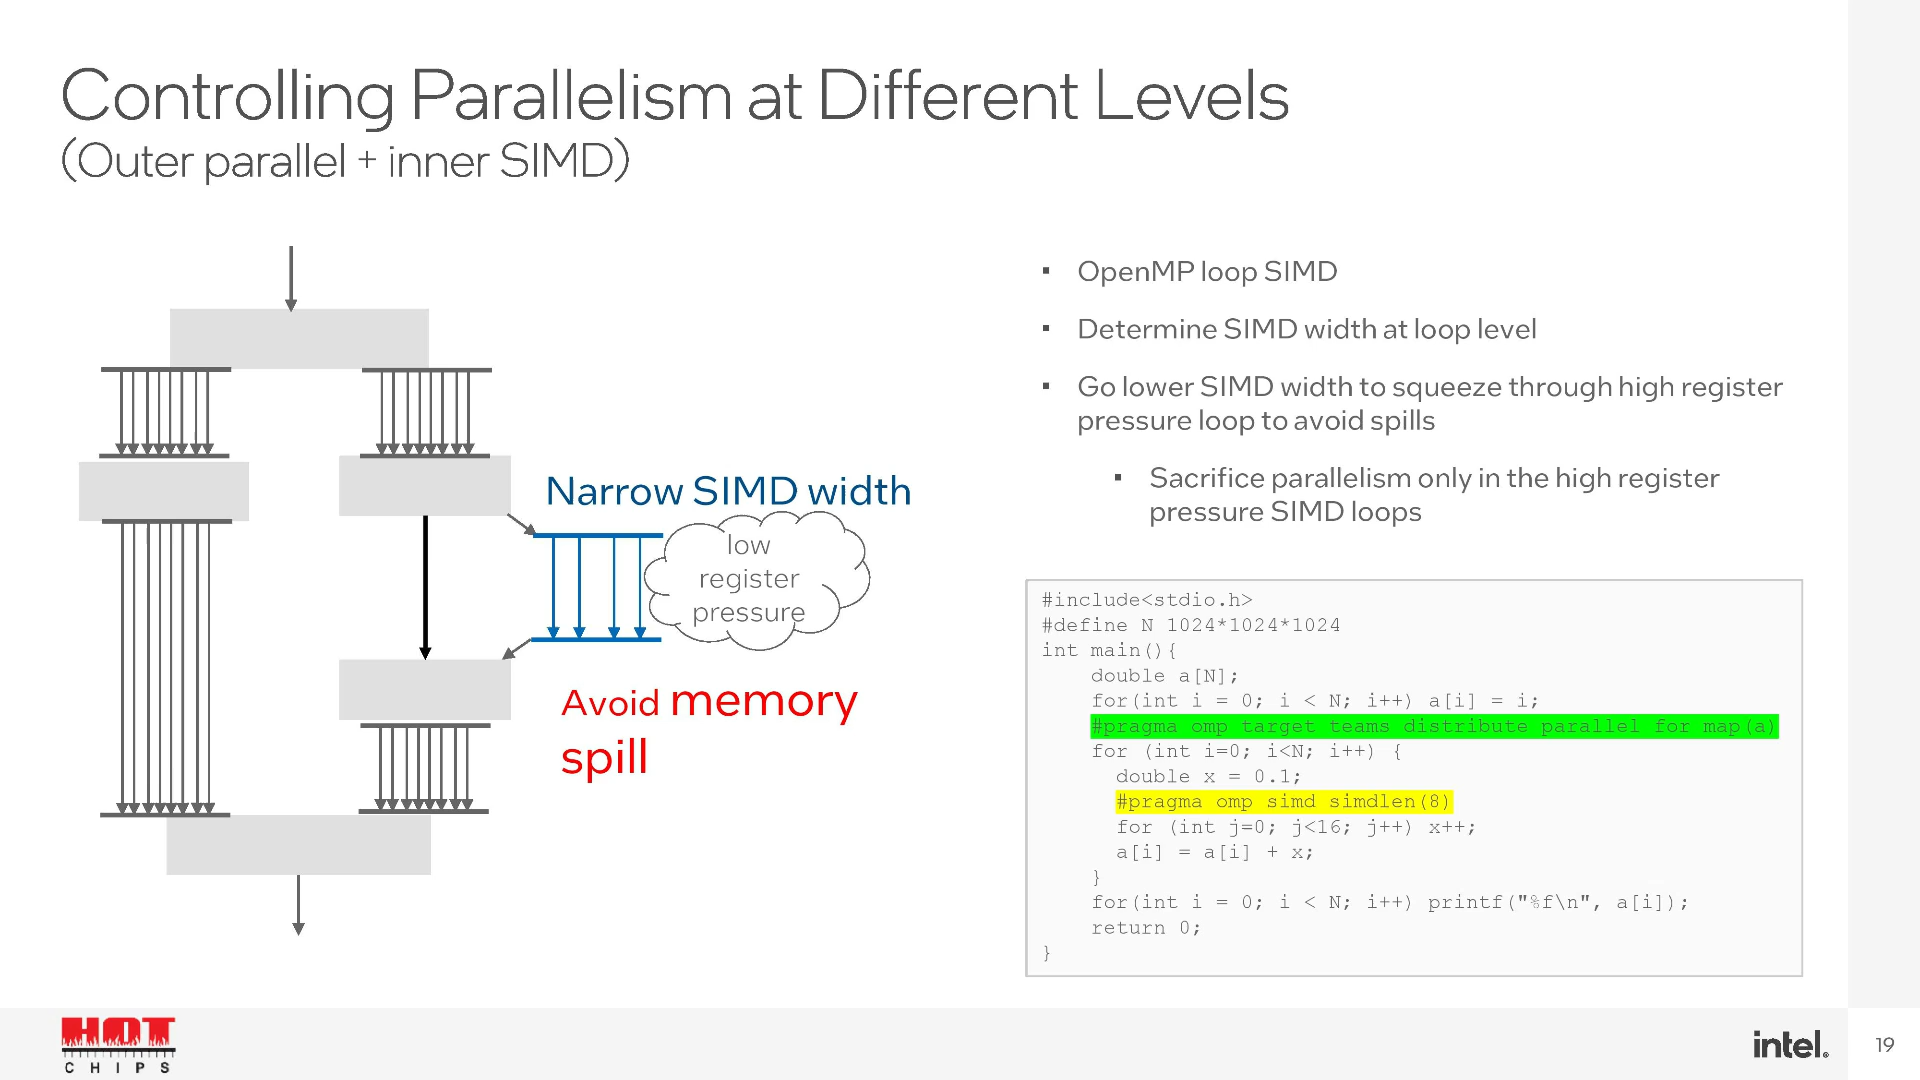 Controlling Parallelism at Different Levels
(Outer parallel + inner SIMD)
Narrow SIMD width
low
register
pressure
Avoid memory
spill
▪ OpenMP loop SIMD
▪ Determine SIMD width at loop level
▪ Go lower SIMD width to squeeze through high register
pressure loop to avoid spills
▪ Sacrifice parallelism only in the high register
pressure SIMD loops
#include<stdio.h>
#define N 1024*1024*1024
int main(){
    double a[N];
    for(int i = 0; i < N; i++) a[i] = i;
    #pragma omp target teams distribute parallel for map(a)
    for (int i=0; i<N; i++) {
      double x = 0.1;
      #pragma omp simd simdlen(8)
      for (int j=0; j<16; j++) x++;
      a[i] = a[i] + x;
    }
    for(int i = 0; i < N; i++) printf("%f\n", a[i]);
    return 0;
}
HOT
CHIPS
intel.
19